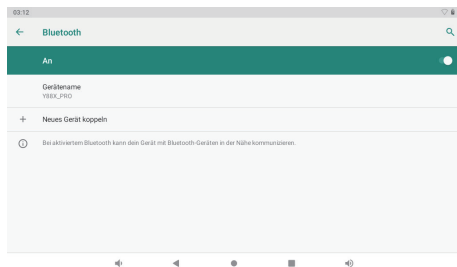 03:12
Bluetooth
An
Gerätename
Y88X_PRO
Neues Gerät koppeln
Bei aktiviertem Bluetooth kann dein Gerät mit Bluetooth-Geräten in der Nähe kommunizieren.